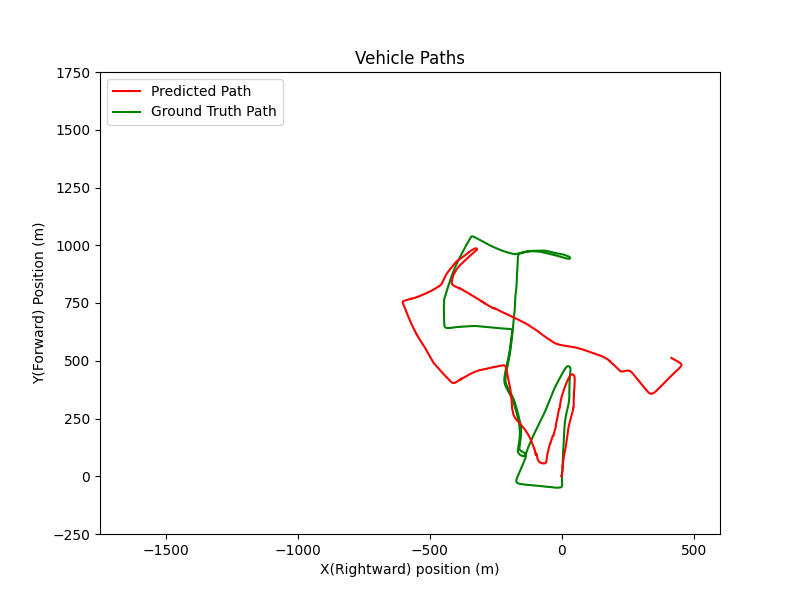 Vehicle Paths
Predicted Path
Ground Truth Path
1750
1500
1250
1000
750
500
250
0
−250
−1500
−1000
−500
0
500
X(Rightward) position (m)
Y(Forward) Position (m)